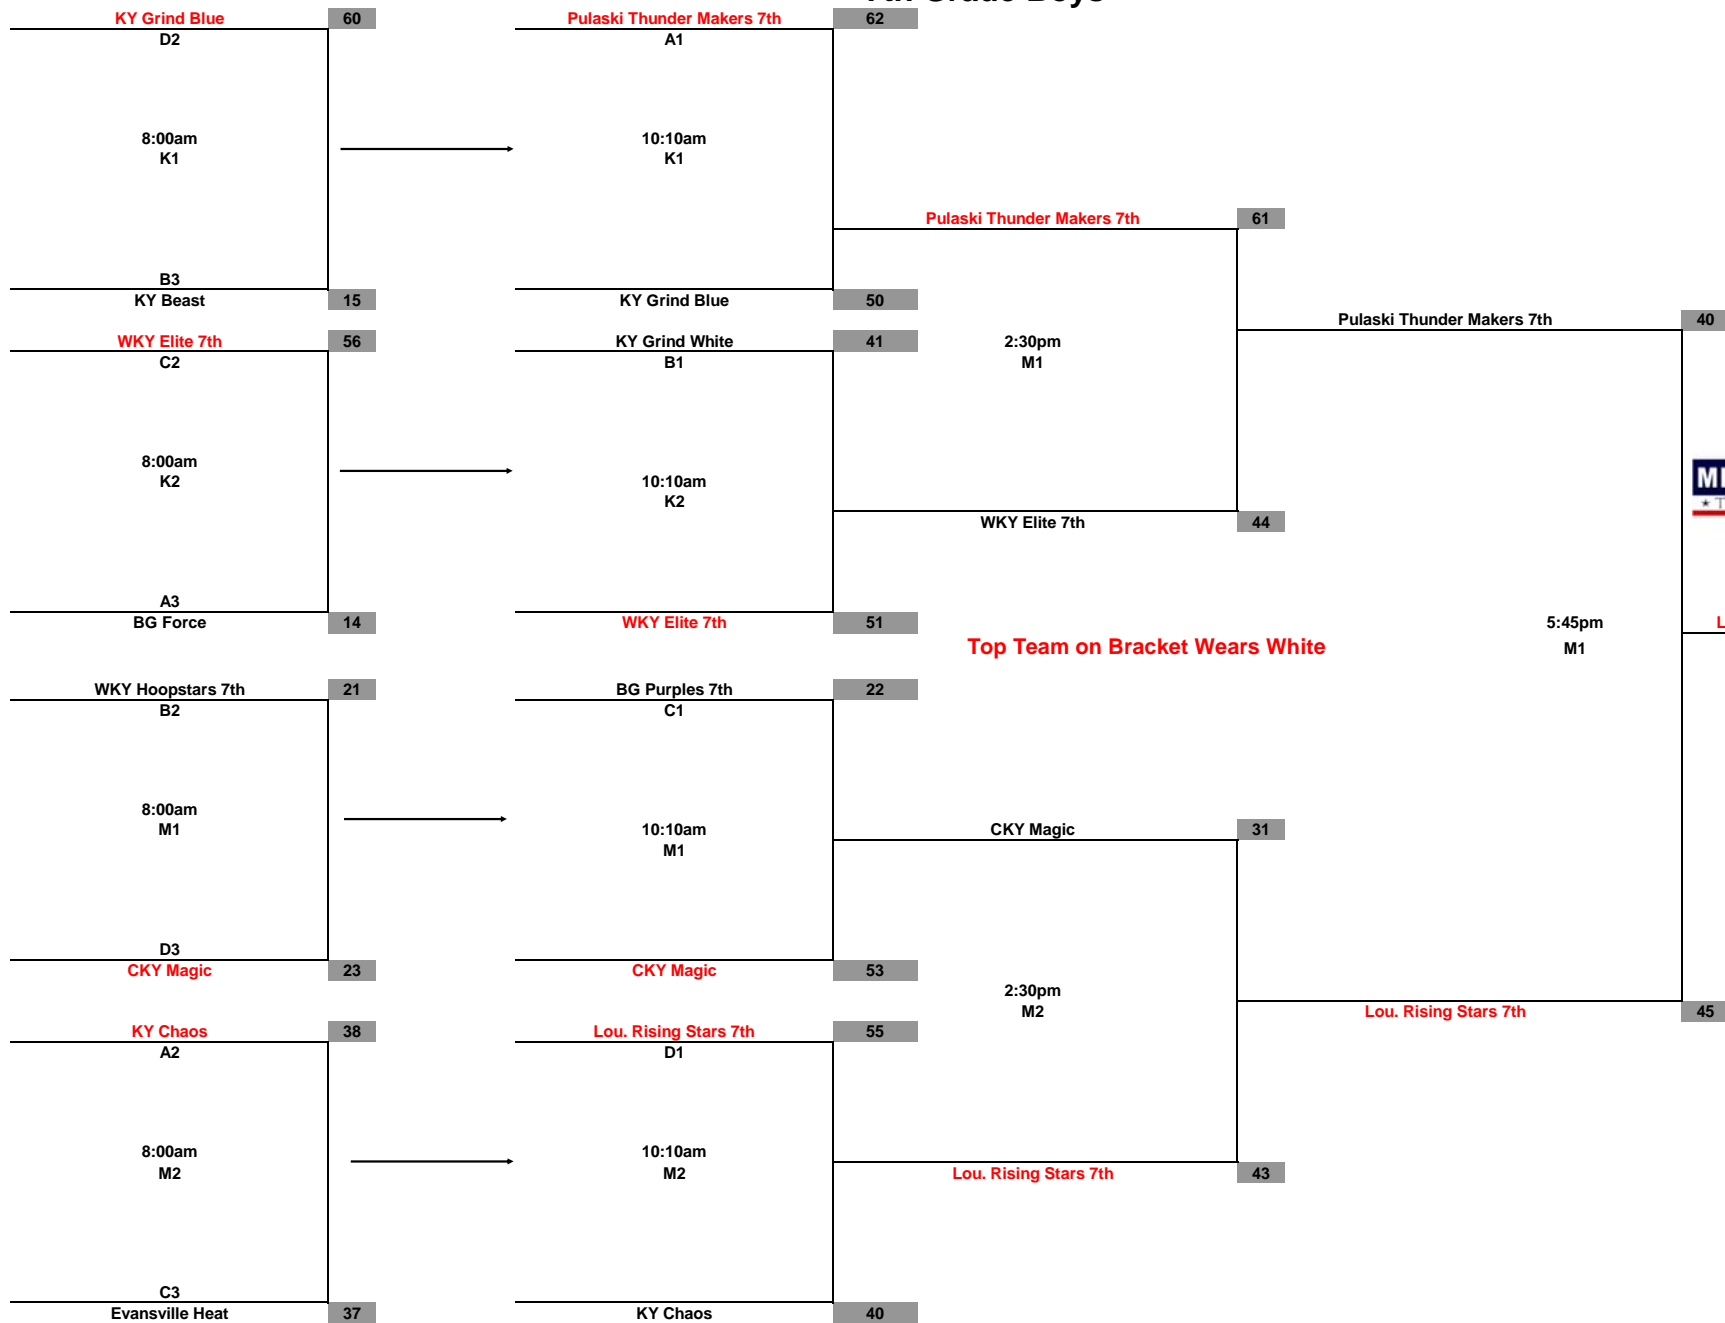 KY Grind Blue 60
D2
8:00am
K1
B3
KY Beast 15
WKY Elite 7th 56
C2
8:00am
K2
A3
BG Force 14
WKY Hoopstars 7th 21
B2
8:00am
M1
D3
CKY Magic 23
KY Chaos 38
A2
8:00am
M2
C3
Evansville Heat 37
Pulaski Thunder Makers 7th 62
A1
10:10am
K1
KY Grind Blue 50
KY Grind White 41
B1
10:10am
K2
WKY Elite 7th 51
BG Purples 7th 22
C1
10:10am
M1
CKY Magic 53
Lou. Rising Stars 7th 55
D1
10:10am
M2
KY Chaos 40
Pulaski Thunder Makers 7th 61
2:30pm
M1
WKY Elite 7th 44
Top Team on Bracket Wears White
CKY Magic 31
2:30pm
M2
Lou. Rising Stars 7th 43
Pulaski Thunder Makers 7th 40
5:45pm
M1
Lou. Rising Stars 7th 45